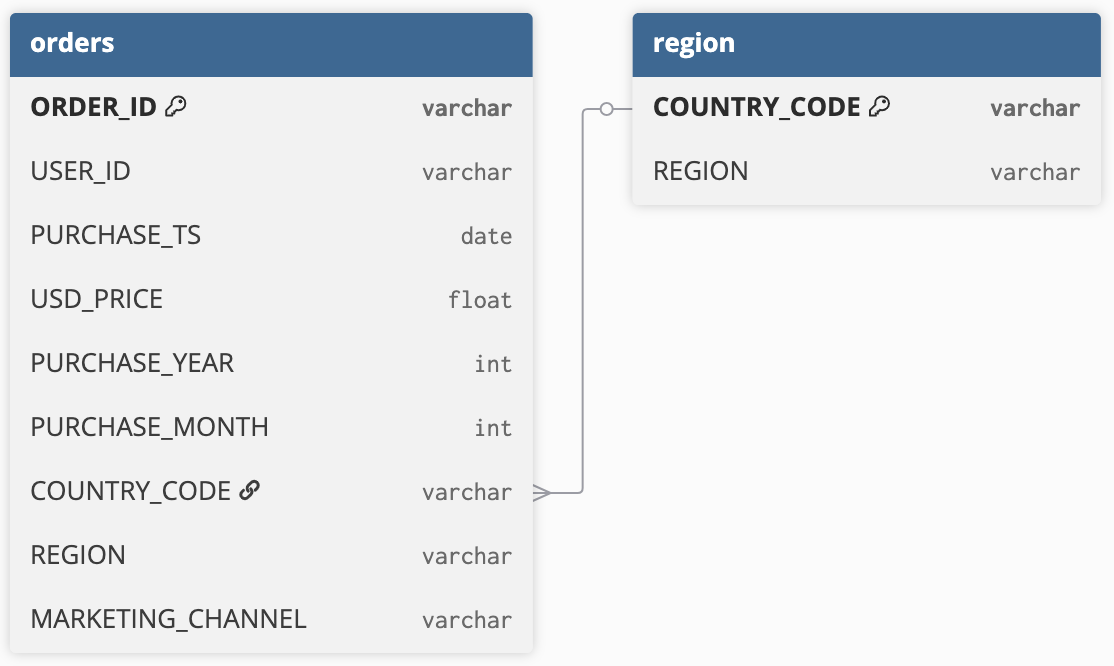 orders
ORDER_ID varchar
USER_ID varchar
PURCHASE_TS date
USD_PRICE float
PURCHASE_YEAR int
PURCHASE_MONTH int
COUNTRY_CODE varchar
REGION varchar
MARKETING_CHANNEL varchar
region
COUNTRY_CODE varchar
REGION varchar